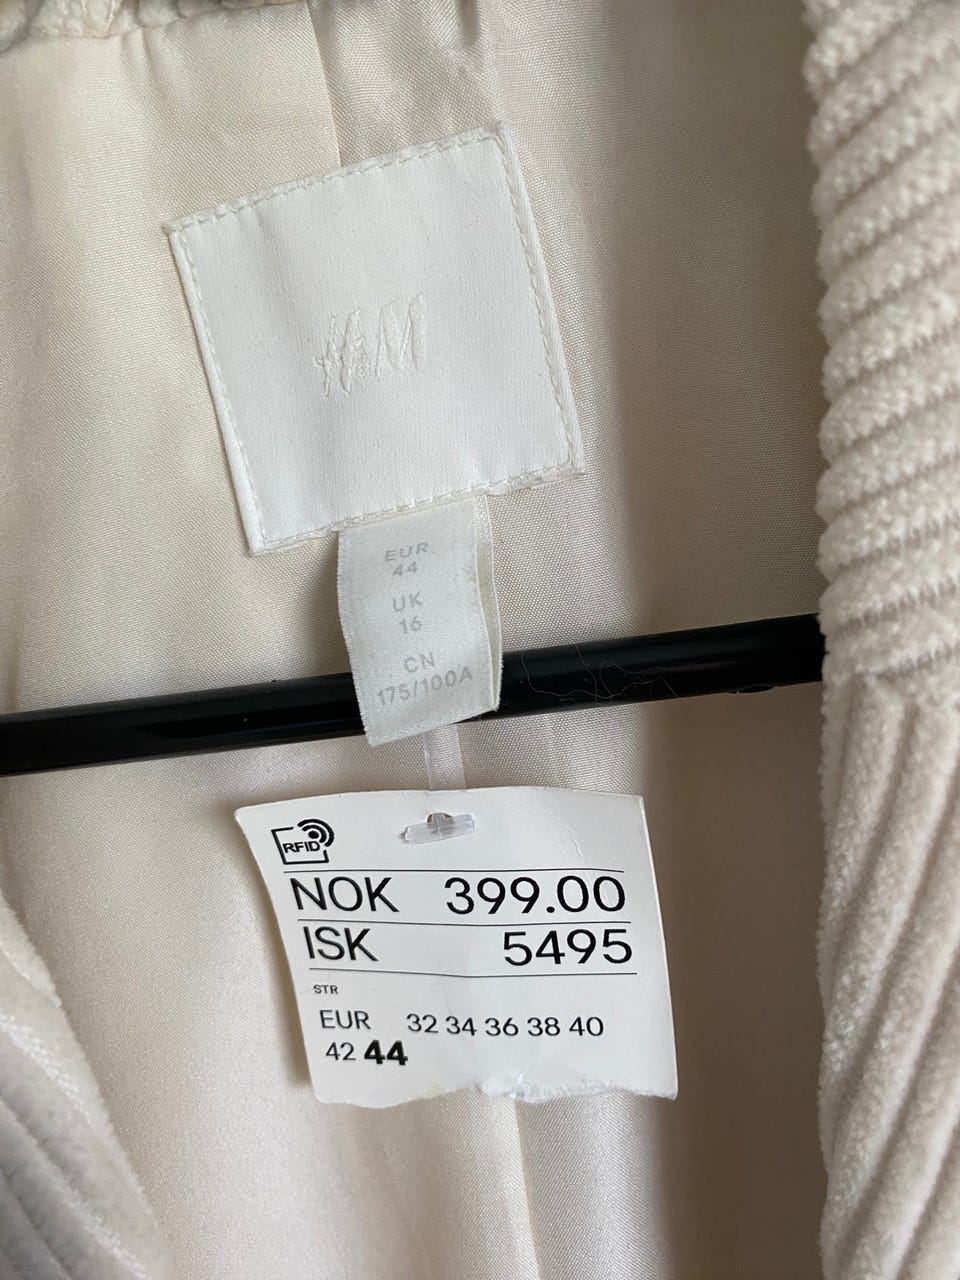 H&M
EUR
44
UK
16
CN
175/100A
RFID
NOK 399.00
ISK 5495
STR
EUR 32 34 36 38 40
42 44